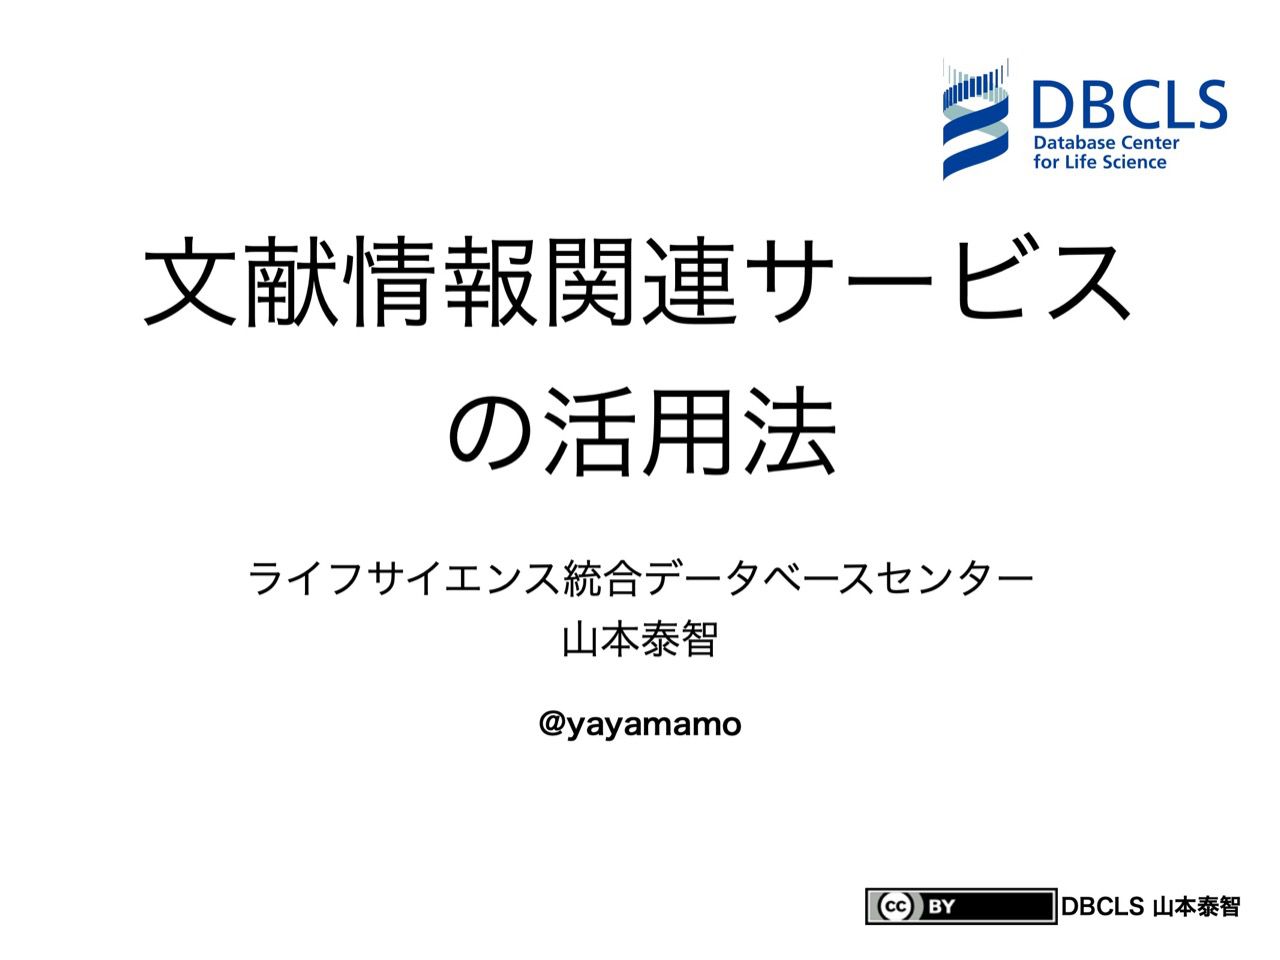 DBCLS
Database Center
for Life Science
文献情報関連サービス
の活用法
ライフサイエンス統合データベースセンター
山本泰智
@yayamamo
cc BY DBCLS 山本泰智